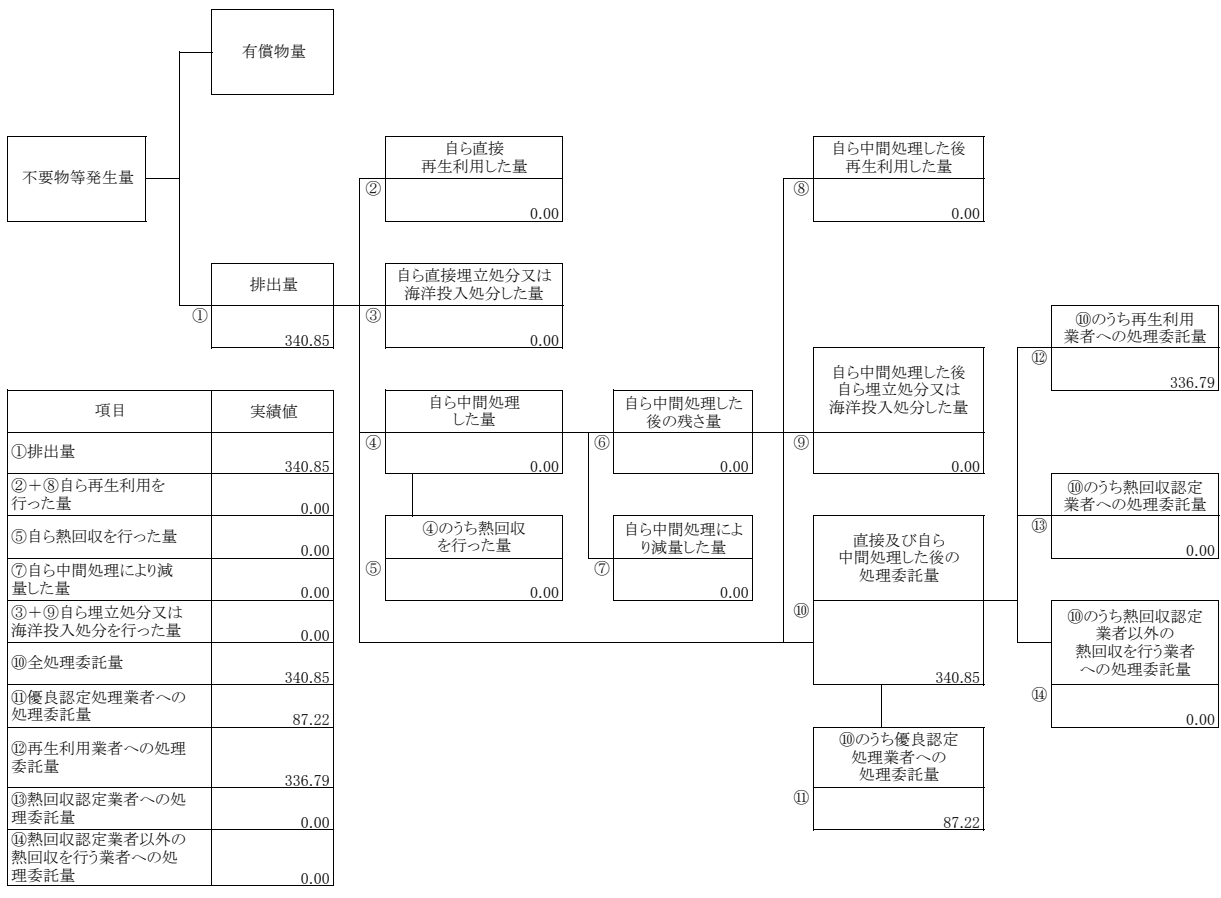 有償物量
不要物等発生量
排出量
①
340.85
自ら直接
再生利用した量
②
0.00
自ら直接埋立処分又は
海洋投入処分した量
③
0.00
自ら中間処理
した量
④
0.00
④のうち熱回収
を行った量
⑤
0.00
自ら中間処理した
後の残さ量
⑥
0.00
自ら中間処理によ
り減量した量
⑦
0.00
自ら中間処理した後
再生利用した量
⑧
0.00
自ら中間処理した後
自ら埋立処分又は
海洋投入処分した量
⑨
0.00
直接及び自ら
中間処理した後の
処理委託量
⑩
340.85
⑩のうち優良認定
処理業者への
処理委託量
⑪
87.22
⑩のうち再生利用
業者への処理委託量
⑫
336.79
⑩のうち熱回収認定
業者への処理委託量
⑬
0.00
⑩のうち熱回収認定
業者以外の
熱回収を行う業者
への処理委託量
⑭
0.00
項目 実績値
①排出量
340.85
②＋⑧自ら再生利用を
行った量
0.00
⑤自ら熱回収を行った量
0.00
⑦自ら中間処理により減
量した量
0.00
③＋⑨自ら埋立処分又は
海洋投入処分を行った量
0.00
⑩全処理委託量
340.85
⑪優良認定処理業者への
処理委託量
87.22
⑫再生利用業者への処理
委託量
336.79
⑬熱回収認定業者への処
理委託量
0.00
⑭熱回収認定業者以外の
熱回収を行う業者への処
理委託量
0.00